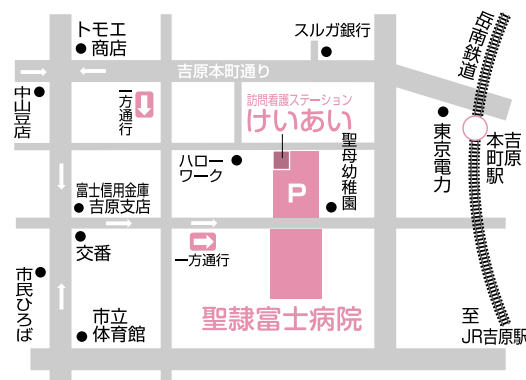 トモエ
商店
スルガ銀行
岳南鉄道
吉原本町通り
中山豆店
一方通行
訪問看護ステーション
けいあい
聖母幼稚園
東京電力
吉原
本町駅
ハロー
ワーク
富士信用金庫
吉原支店
P
交番
一方通行
市民ひろば
市立
体育館
聖隷富士病院
至
JR吉原駅